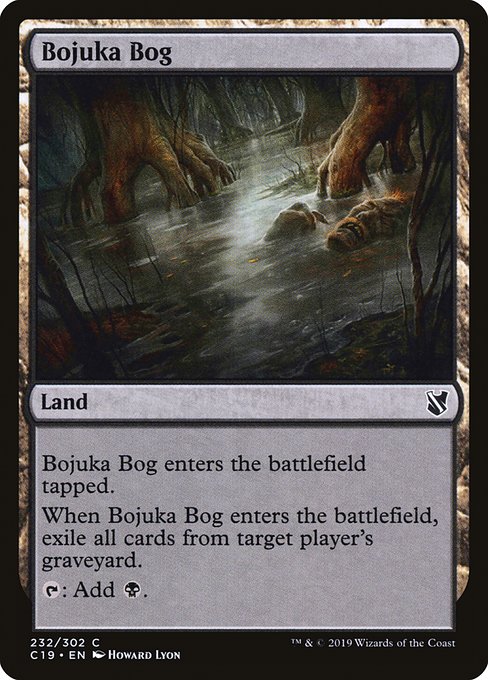 Bojuka Bog
Land
Bojuka Bog enters the battlefield
tapped.
When Bojuka Bog enters the battlefield,
exile all cards from target player's
graveyard.
: Add .
232/302 C
C19 • EN Howard Lyon
™ & © 2019 Wizards of the Coast